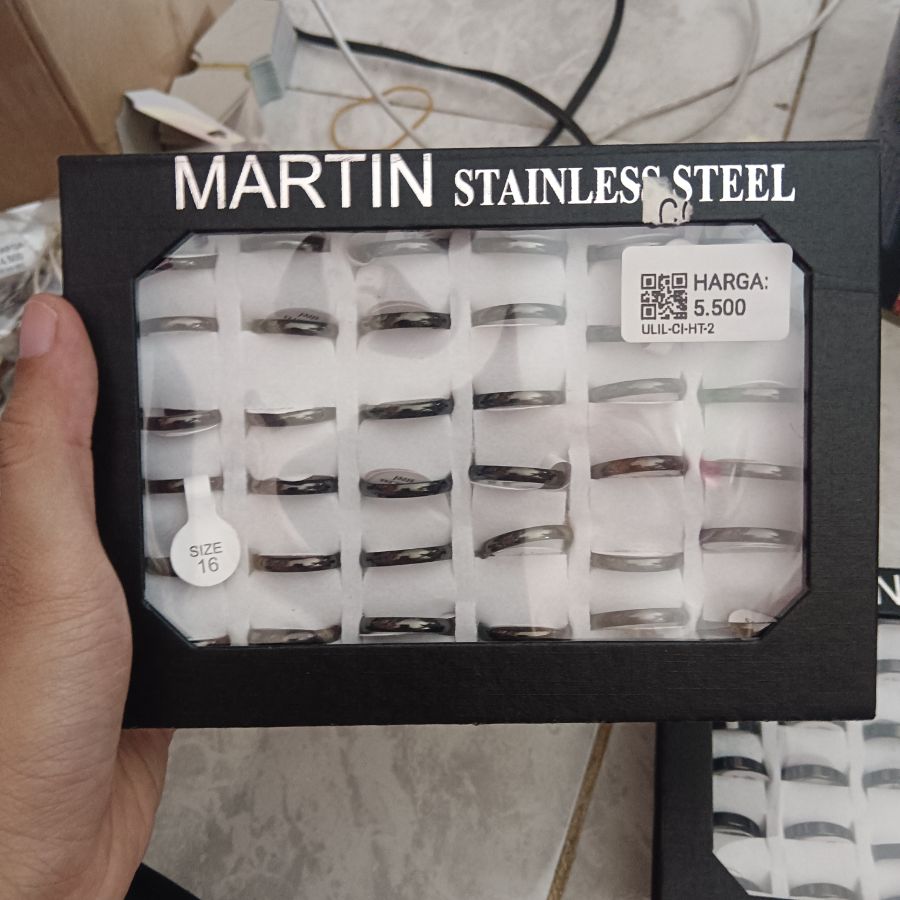 MARTIN STAINLESS STEEL
HARGA:
5.500
ULIL-CI-HT-2
SIZE
16